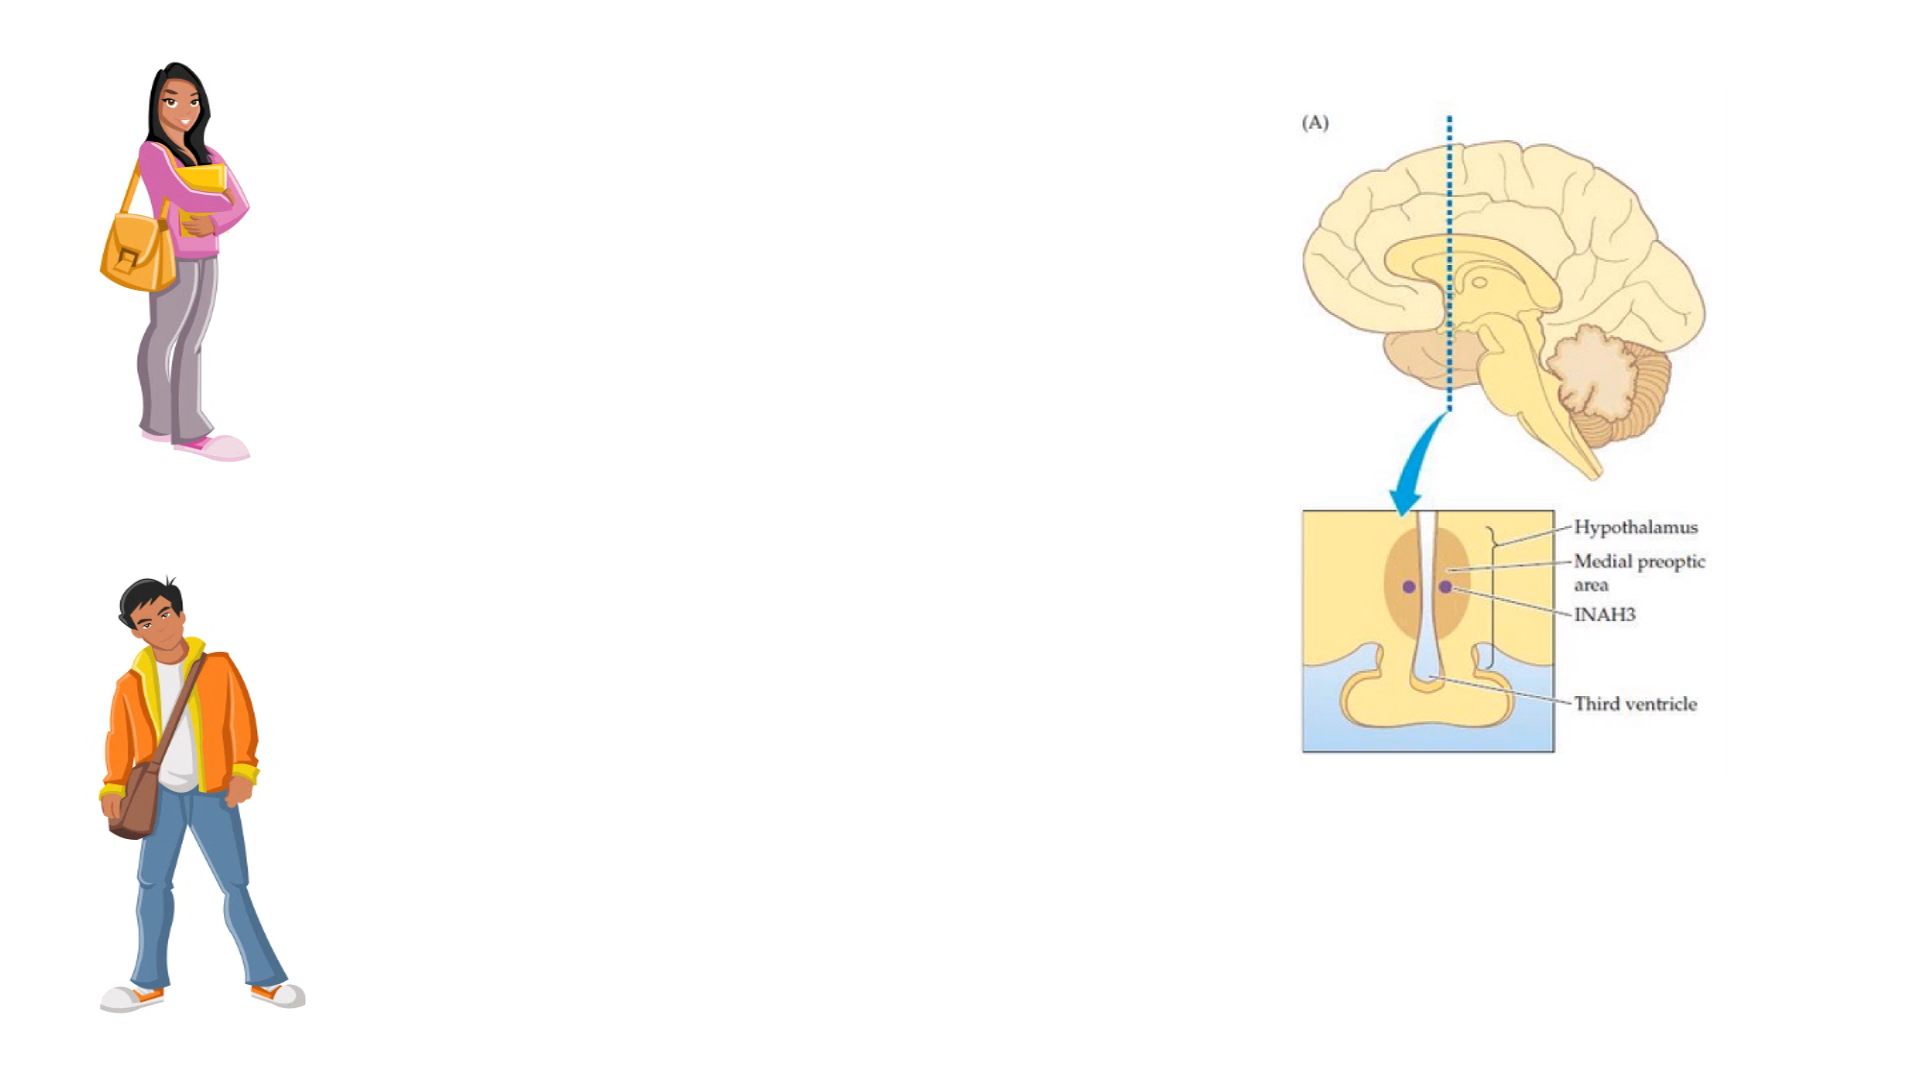 (A)
Hypothalamus
Medial preoptic
area
INAH3
Third ventricle